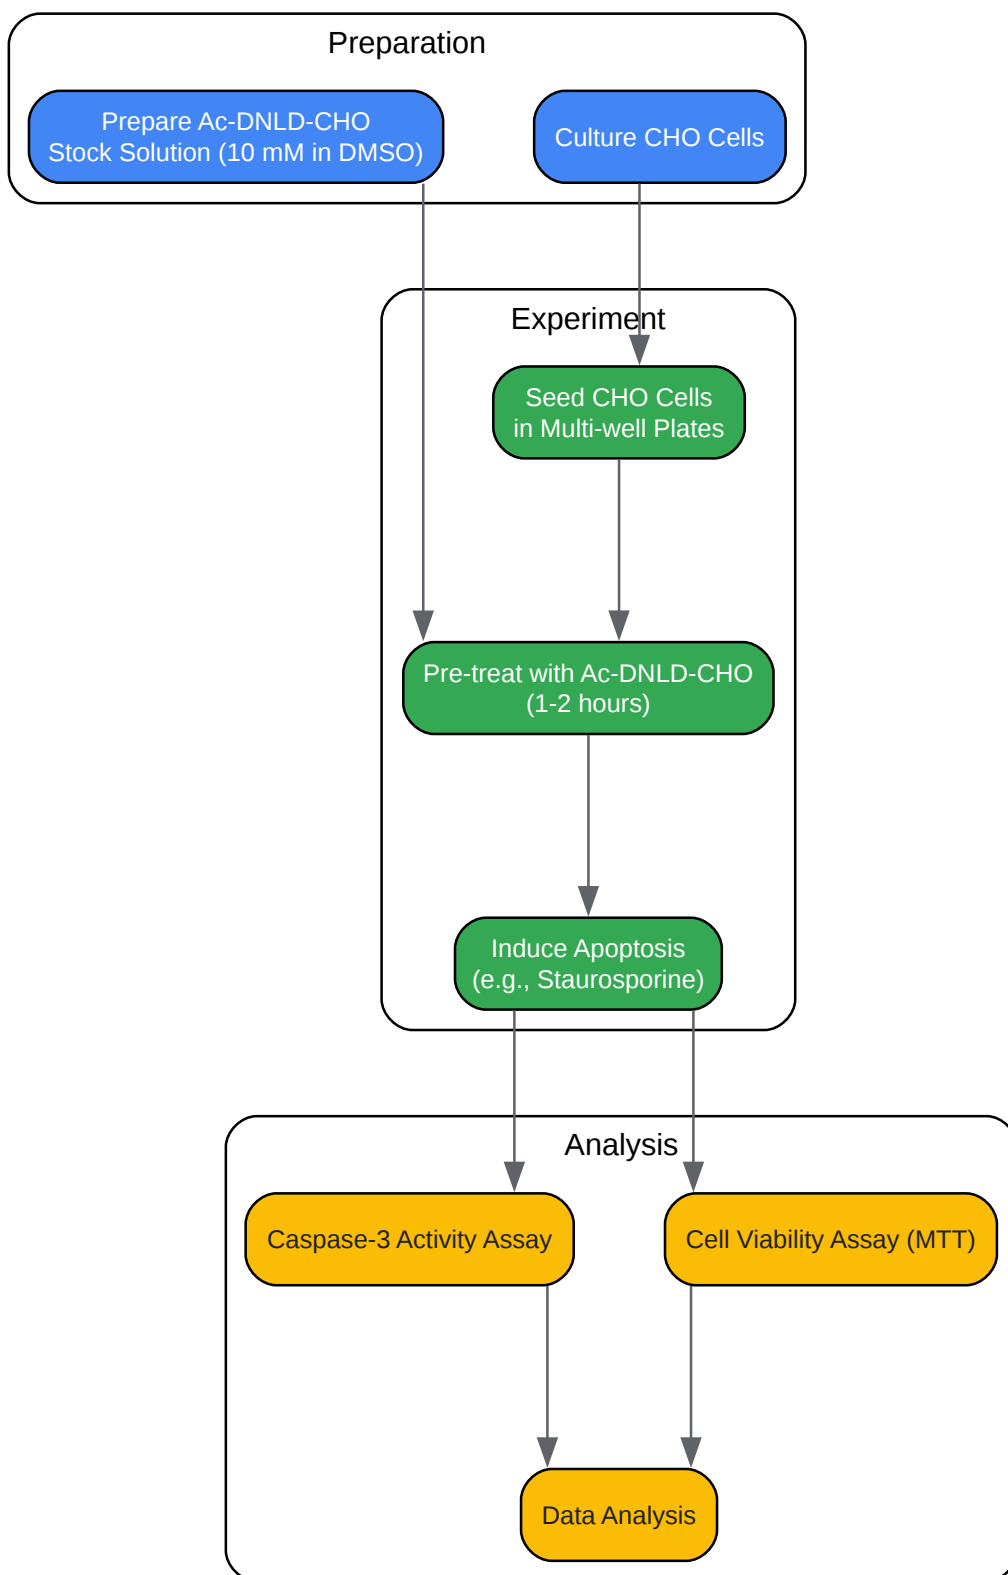 Preparation
Prepare Ac-DNLD-CHO
Stock Solution (10 mM in DMSO)
Culture CHO Cells
Experiment
Seed CHO Cells
in Multi-well Plates
Pre-treat with Ac-DNLD-CHO
(1-2 hours)
Induce Apoptosis
(e.g., Staurosporine)
Analysis
Caspase-3 Activity Assay
Cell Viability Assay (MTT)
Data Analysis